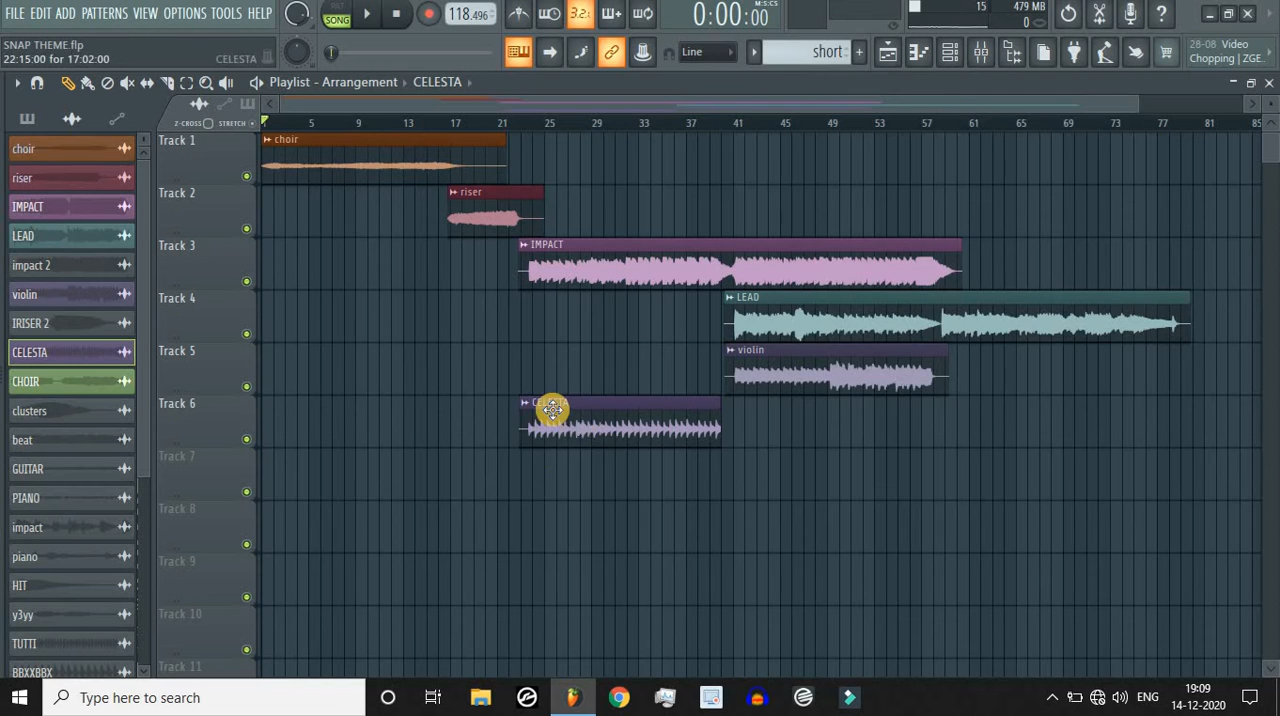 FILE EDIT ADD PATTERNS VIEW OPTIONS TOOLS HELP
SONG
118.496
3.2
0:00:00
M:S:CS
15
479 MB
0
SNAP THEME.flp
22:15:00 for 17:02:00
CELESTA
Line
short
28-08 Video
Chopping | ZGE..
Playlist - Arrangement
CELESTA
Z-CROSS
STRETCH
5
9
13
17
21
25
29
33
37
41
45
49
53
57
61
65
69
73
77
81
85
choir
riser
IMPACT
LEAD
impact 2
violin
IRISER 2
CELESTA
CHOIR
clusters
beat
GUITAR
PIANO
impact
piano
HIT
y3yy
TUTTI
BBXXBBX
Track 1
choir
Track 2
riser
Track 3
IMPACT
Track 4
LEAD
Track 5
violin
Track 6
CELESTA
Track 7
Track 8
Track 9
Track 10
Track 11
Type here to search
ENG
19:09
14-12-2020